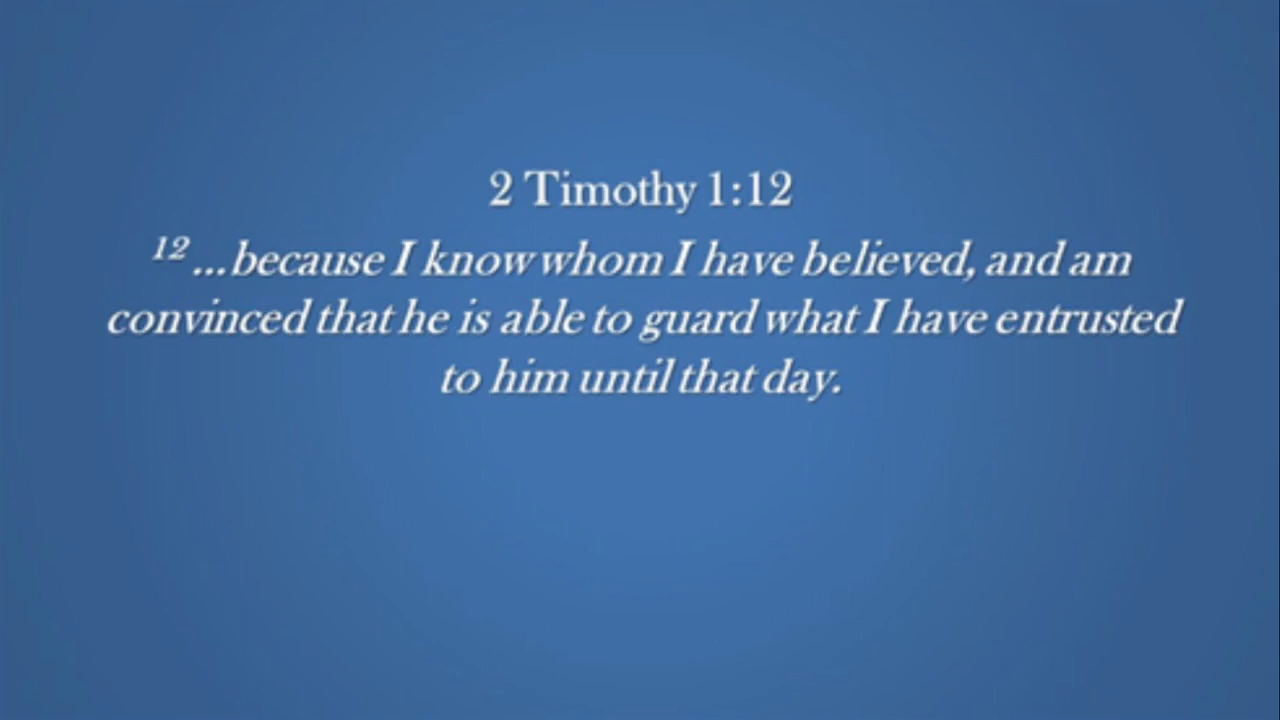 2 Timothy 1:12
12 ...because I know whom I have believed, and am
convinced that he is able to guard what I have entrusted
to him until that day.